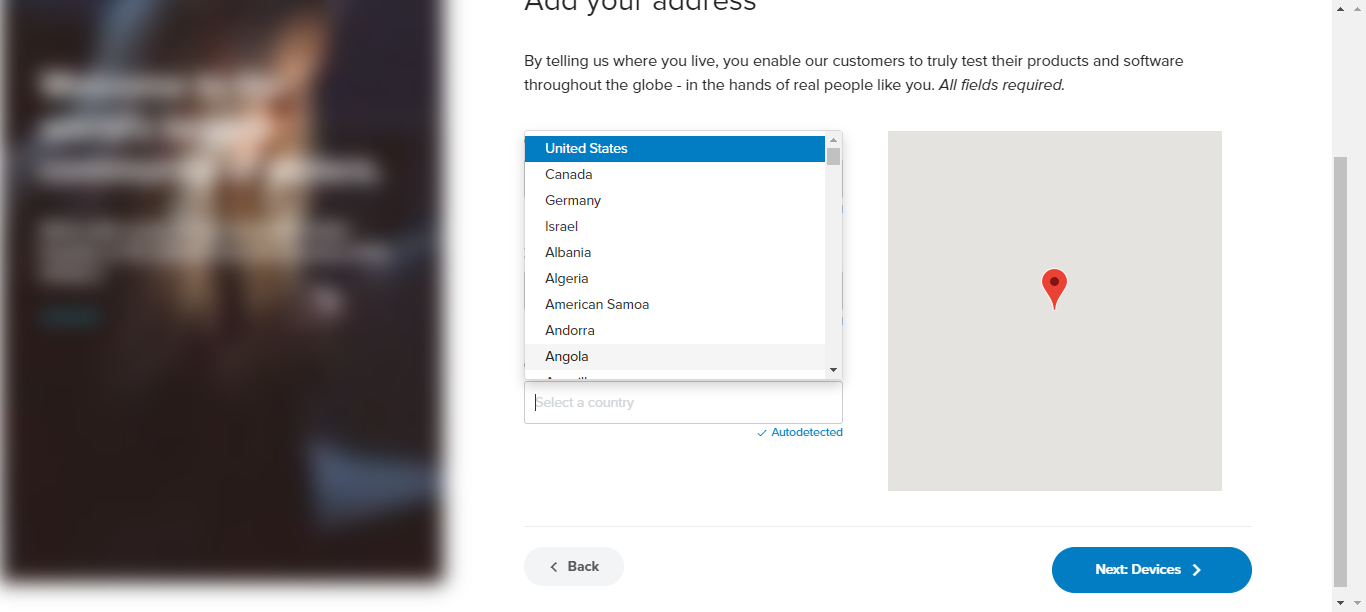 Add your address
By telling us where you live, you enable our customers to truly test their products and software
throughout the globe - in the hands of real people like you. All fields required.
United States
Canada
Germany
Israel
Albania
Algeria
American Samoa
Andorra
Angola
Select a country
Autodetected
Back
Next: Devices